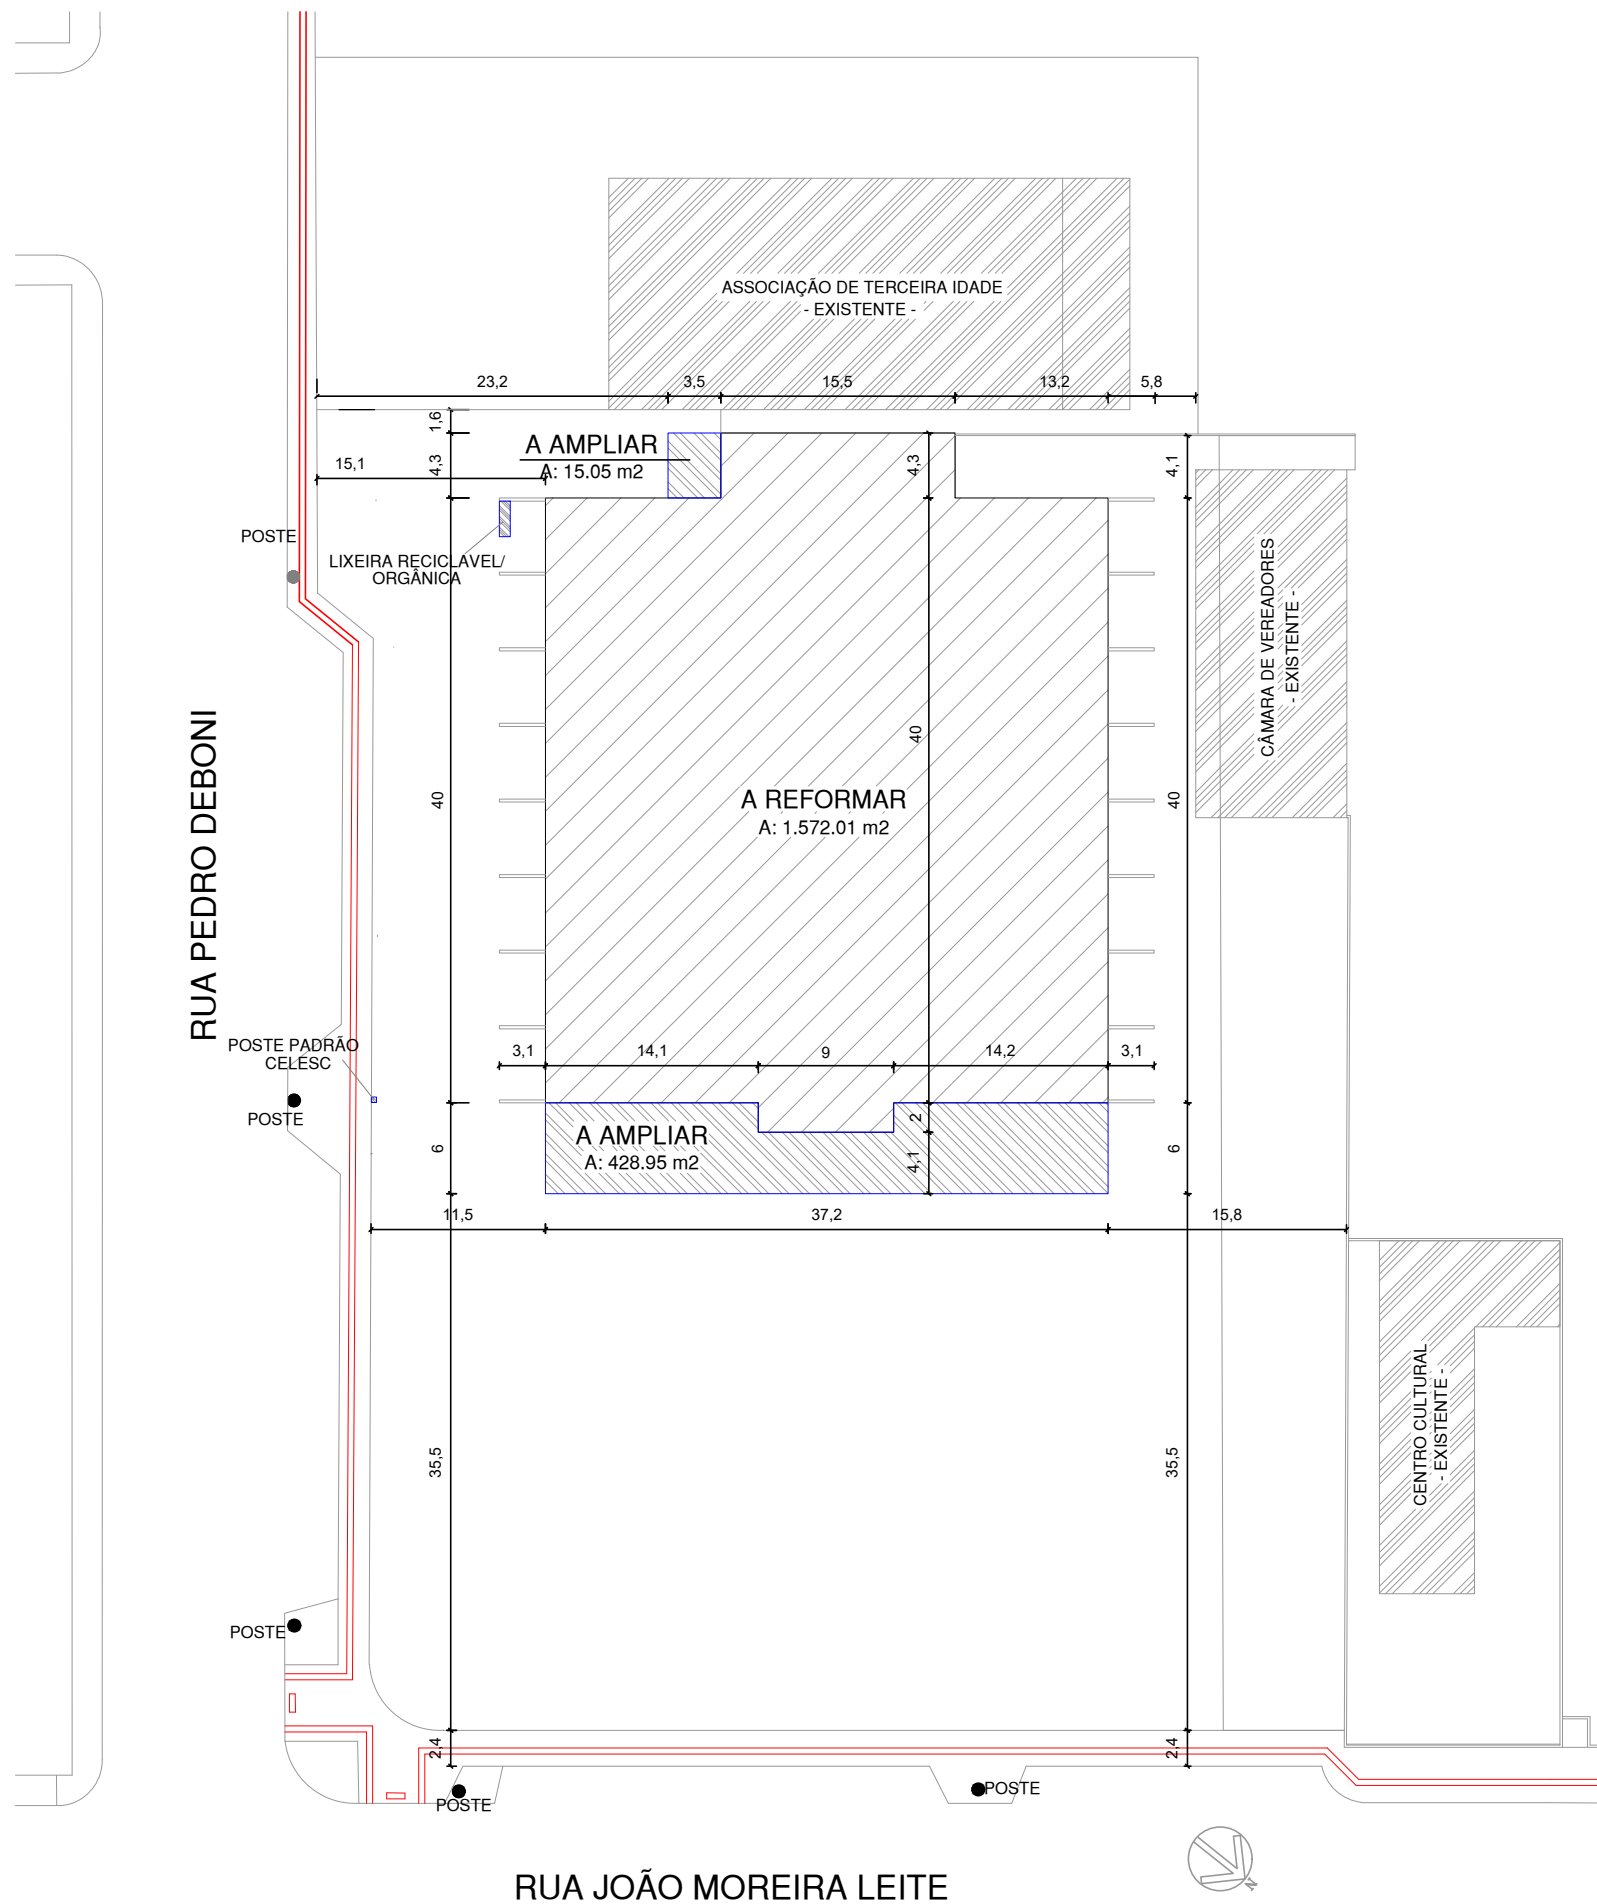 ASSOCIAÇÃO DE TERCEIRA IDADE
- EXISTENTE -
23,2
3,5
15,5
13,2
5,8
1,6
A AMPLIAR
A: 15.05 m2
4,3
4,3
4,1
15,1
POSTE
LIXEIRA RECICLAVEL/
ORGÂNICA
CÂMARA DE VEREADORES
- EXISTENTE -
RUA PEDRO DEBONI
40
40
40
A REFORMAR
A: 1.572.01 m2
POSTE PADRÃO
CELESC
3,1
14,1
9
14,2
3,1
POSTE
A AMPLIAR
A: 428.95 m2
6
2
4,1
6
11,5
37,2
15,8
CENTRO CULTURAL
- EXISTENTE -
35,5
35,5
POSTE
2,4
2,4
POSTE
POSTE
N
RUA JOÃO MOREIRA LEITE